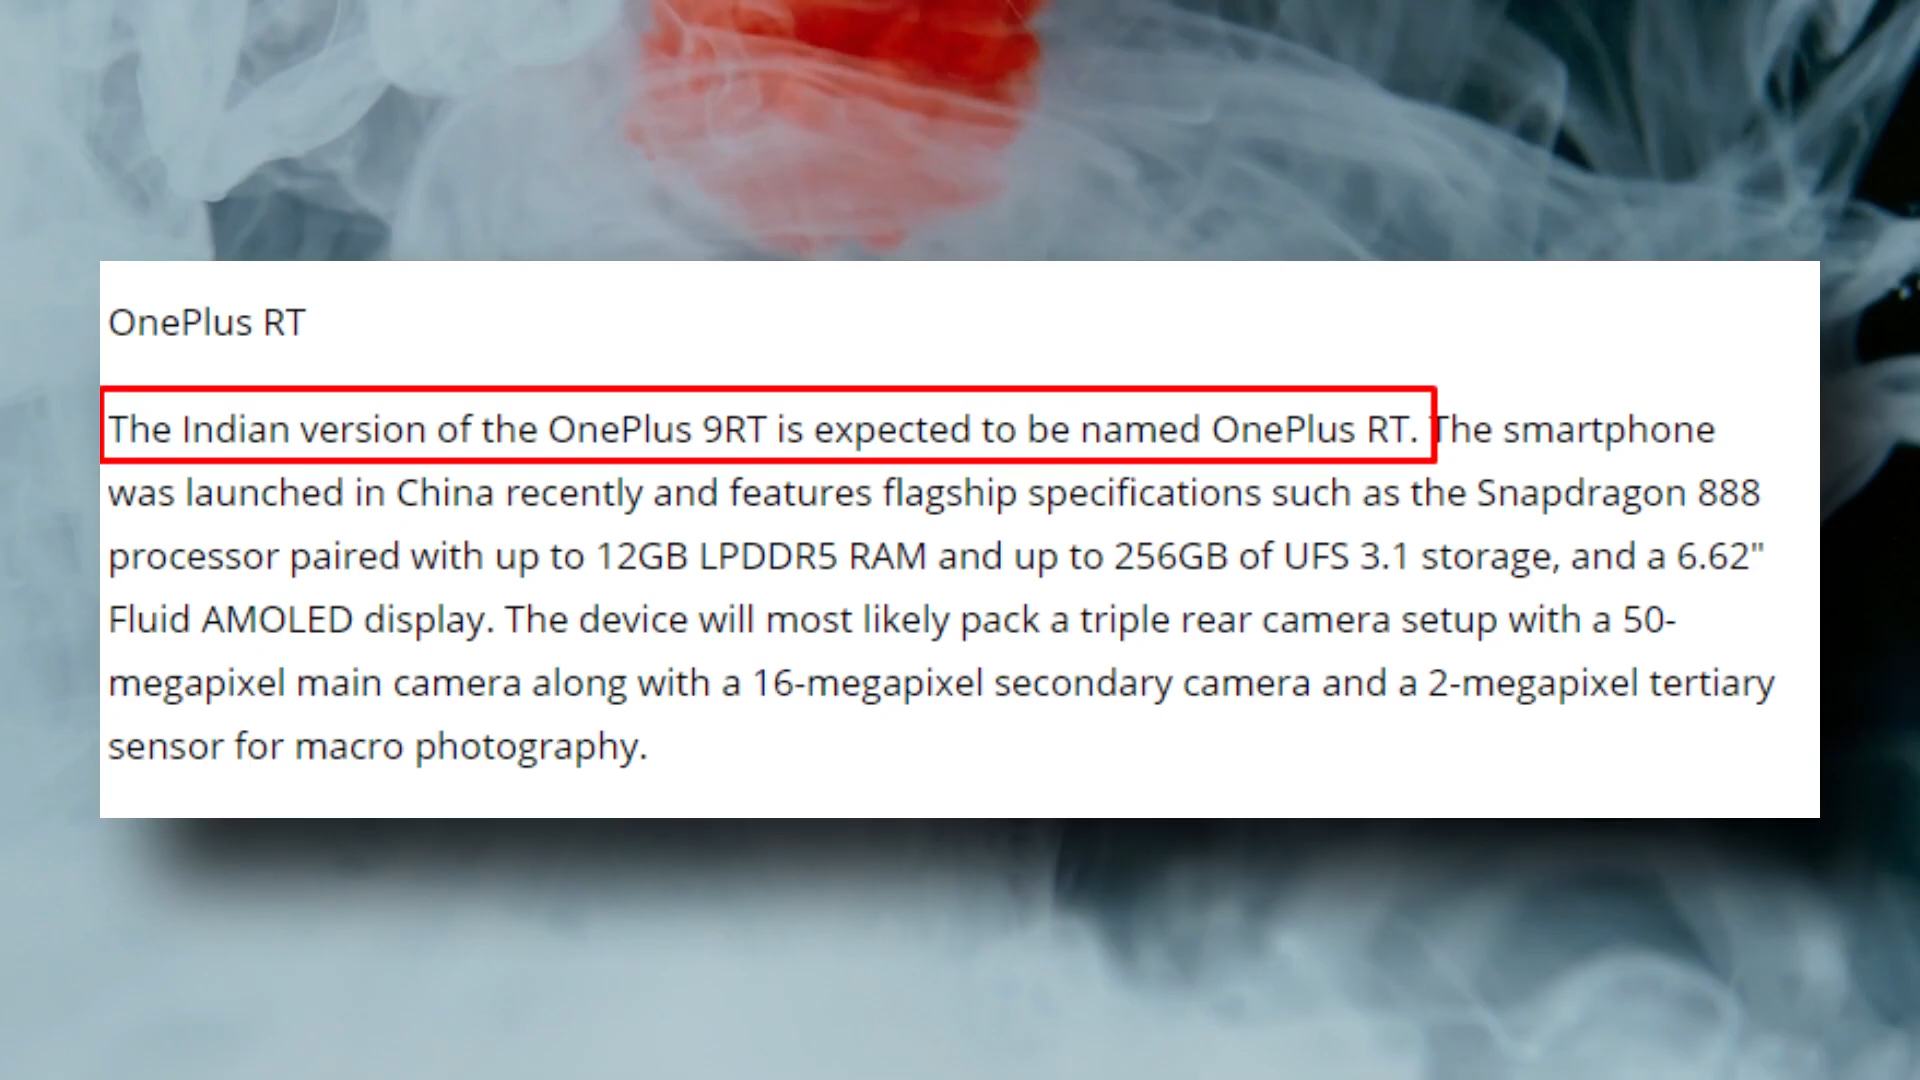 OnePlus RT
The Indian version of the OnePlus 9RT is expected to be named OnePlus RT. The smartphone
was launched in China recently and features flagship specifications such as the Snapdragon 888
processor paired with up to 12GB LPDDR5 RAM and up to 256GB of UFS 3.1 storage, and a 6.62"
Fluid AMOLED display. The device will most likely pack a triple rear camera setup with a 50-
megapixel main camera along with a 16-megapixel secondary camera and a 2-megapixel tertiary
sensor for macro photography.